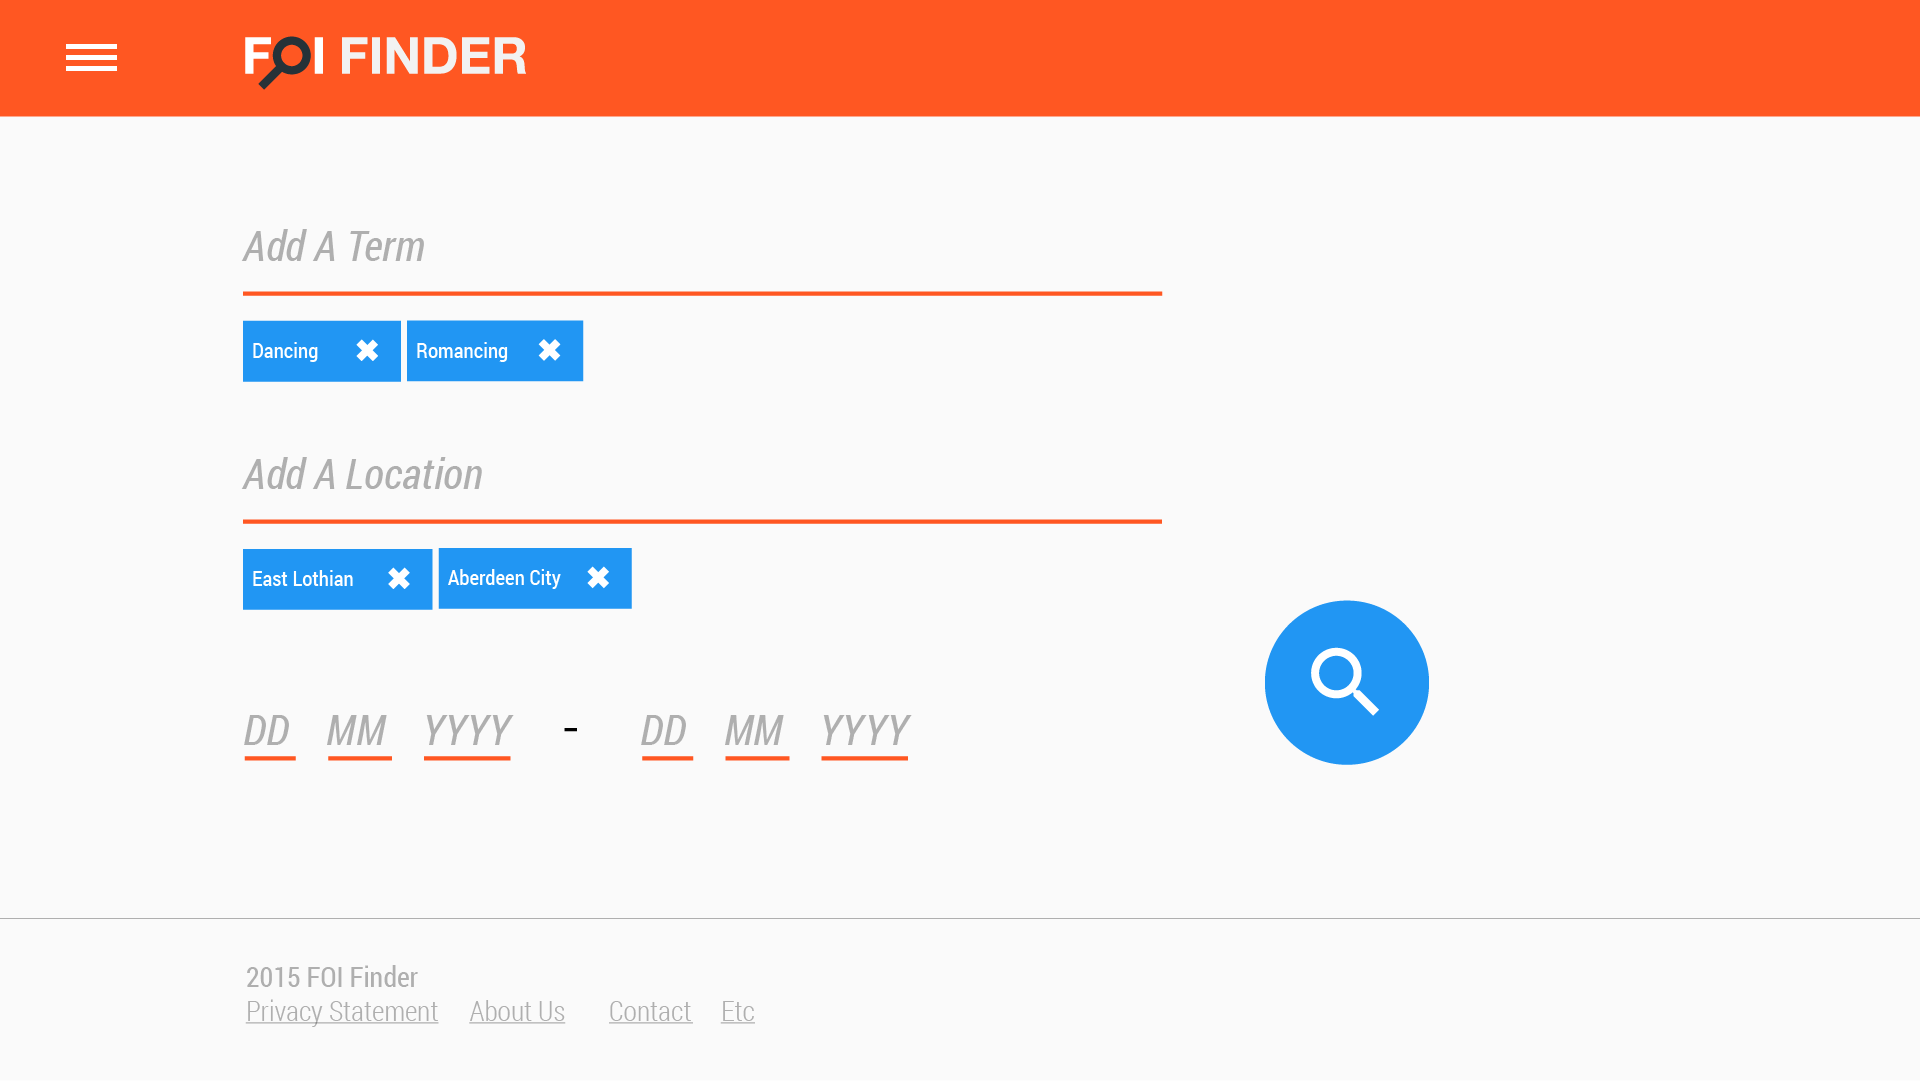 FOI FINDER
Add A Term
Dancing ✖ Romancing ✖
Add A Location
East Lothian ✖ Aberdeen City ✖
DD MM YYYY - DD MM YYYY
2015 FOI Finder
Privacy Statement About Us Contact Etc